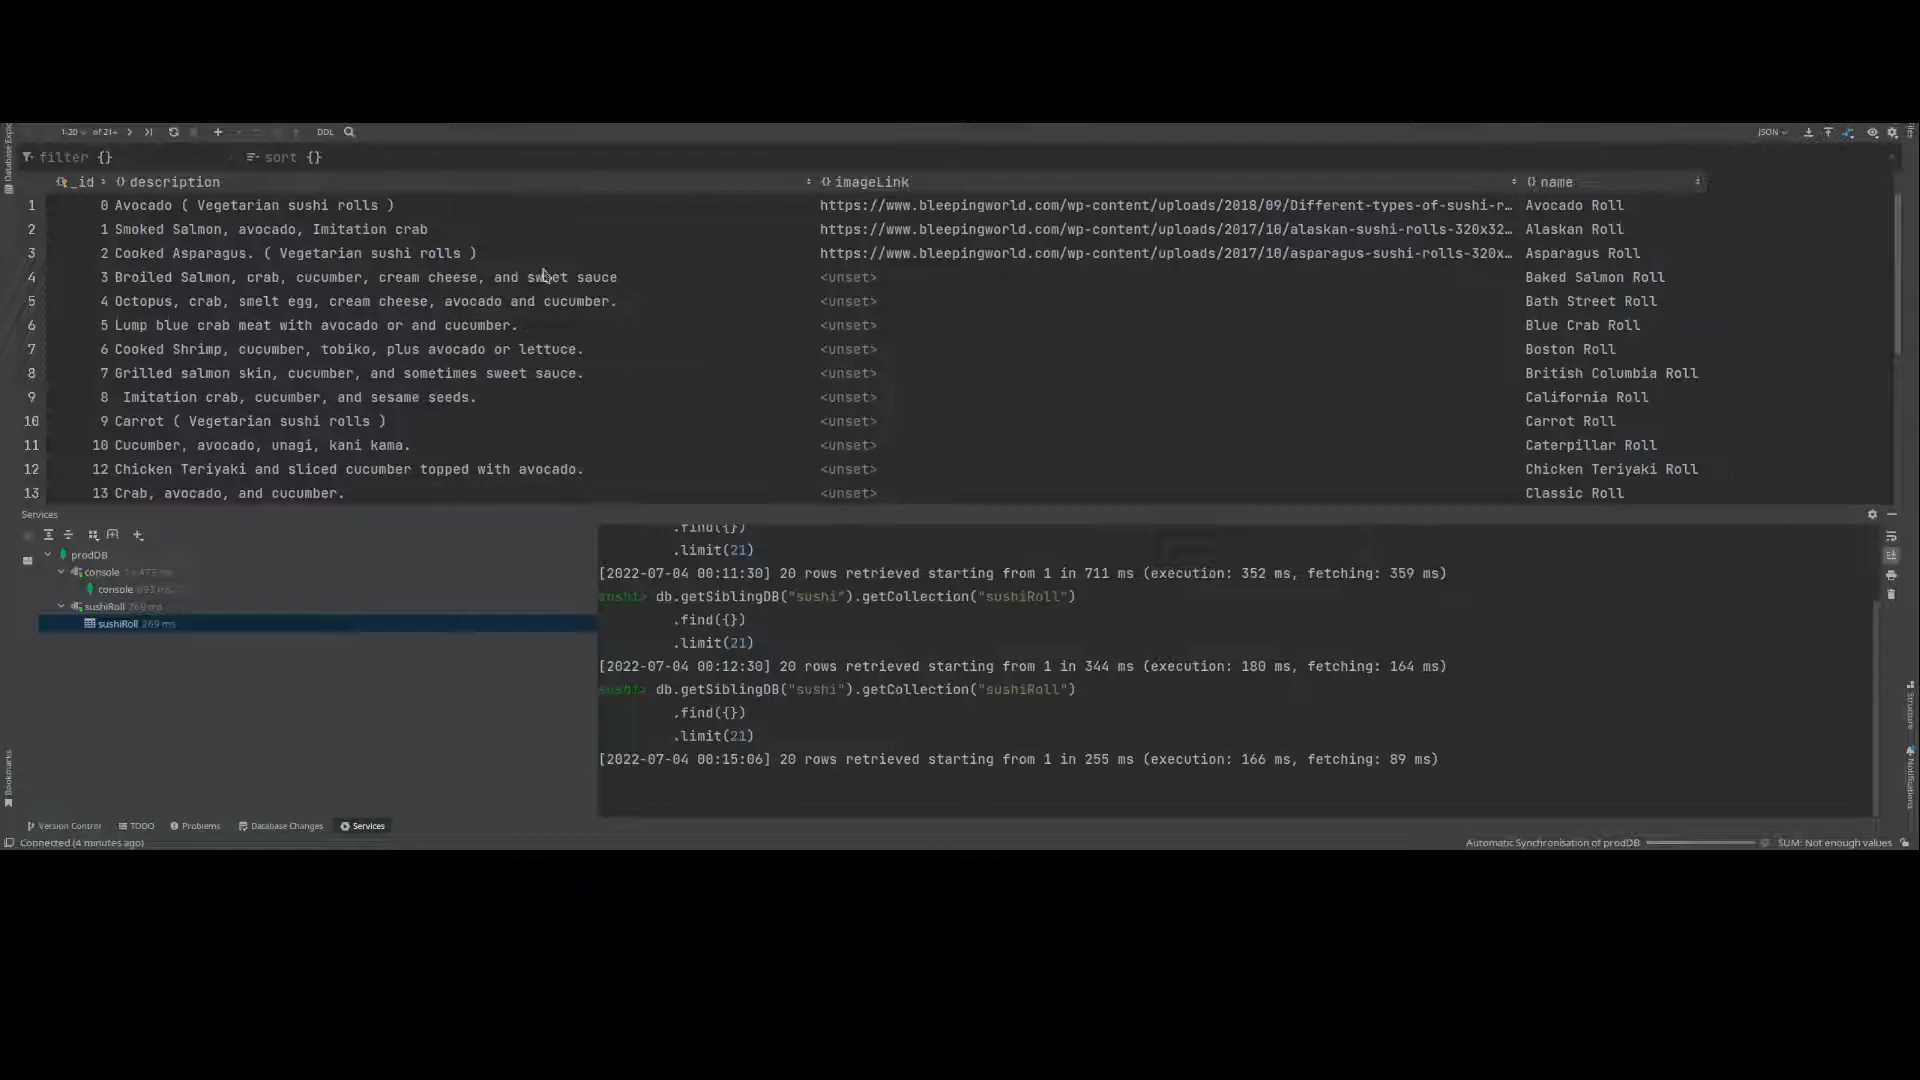 1-20 of 21+ DDL JSON
filter {} sort {}
_id description imageLink name
1 0 Avocado ( Vegetarian sushi rolls ) https://www.bleepingworld.com/wp-content/uploads/2018/09/Different-types-of-sushi-r… Avocado Roll
2 1 Smoked Salmon, avocado, Imitation crab https://www.bleepingworld.com/wp-content/uploads/2017/10/alaskan-sushi-rolls-320x32… Alaskan Roll
3 2 Cooked Asparagus. ( Vegetarian sushi rolls ) https://www.bleepingworld.com/wp-content/uploads/2017/10/asparagus-sushi-rolls-320x… Asparagus Roll
4 3 Broiled Salmon, crab, cucumber, cream cheese, and sweet sauce <unset> Baked Salmon Roll
5 4 Octopus, crab, smelt egg, cream cheese, avocado and cucumber. <unset> Bath Street Roll
6 5 Lump blue crab meat with avocado or and cucumber. <unset> Blue Crab Roll
7 6 Cooked Shrimp, cucumber, tobiko, plus avocado or lettuce. <unset> Boston Roll
8 7 Grilled salmon skin, cucumber, and sometimes sweet sauce. <unset> British Columbia Roll
9 8 Imitation crab, cucumber, and sesame seeds. <unset> California Roll
10 9 Carrot ( Vegetarian sushi rolls ) <unset> Carrot Roll
11 10 Cucumber, avocado, unagi, kani kama. <unset> Caterpillar Roll
12 12 Chicken Teriyaki and sliced cucumber topped with avocado. <unset> Chicken Teriyaki Roll
13 13 Crab, avocado, and cucumber. <unset> Classic Roll
Services
prodDB
console
console
sushiRoll 269 ms
sushiRoll 269 ms
.find({})
.limit(21)
[2022-07-04 00:11:30] 20 rows retrieved starting from 1 in 711 ms (execution: 352 ms, fetching: 359 ms)
sushi> db.getSiblingDB("sushi").getCollection("sushiRoll")
.find({})
.limit(21)
[2022-07-04 00:12:30] 20 rows retrieved starting from 1 in 344 ms (execution: 180 ms, fetching: 164 ms)
sushi> db.getSiblingDB("sushi").getCollection("sushiRoll")
.find({})
.limit(21)
[2022-07-04 00:15:06] 20 rows retrieved starting from 1 in 255 ms (execution: 166 ms, fetching: 89 ms)
Structure
Notifications
Bookmarks
Version Control TODO Problems Database Changes Services
Connected (4 minutes ago) Automatic Synchronisation of prodDB SUM: Not enough values